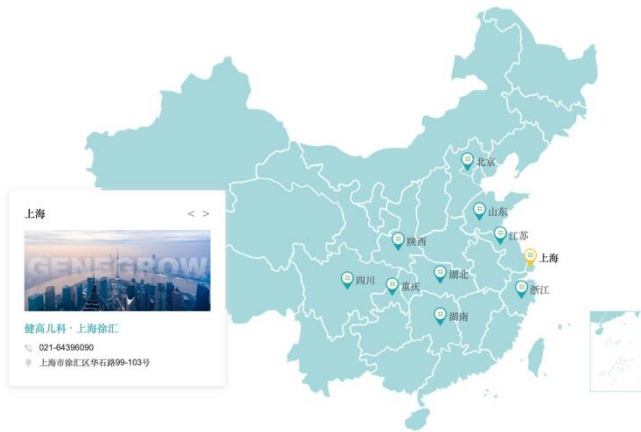 北京
山东
江苏
陕西
上海
湖北
四川
重庆
浙江
湖南
上海
< >
GENEGROW
健高儿科 · 上海徐汇
021-64396090
上海市徐汇区华石路99-103号